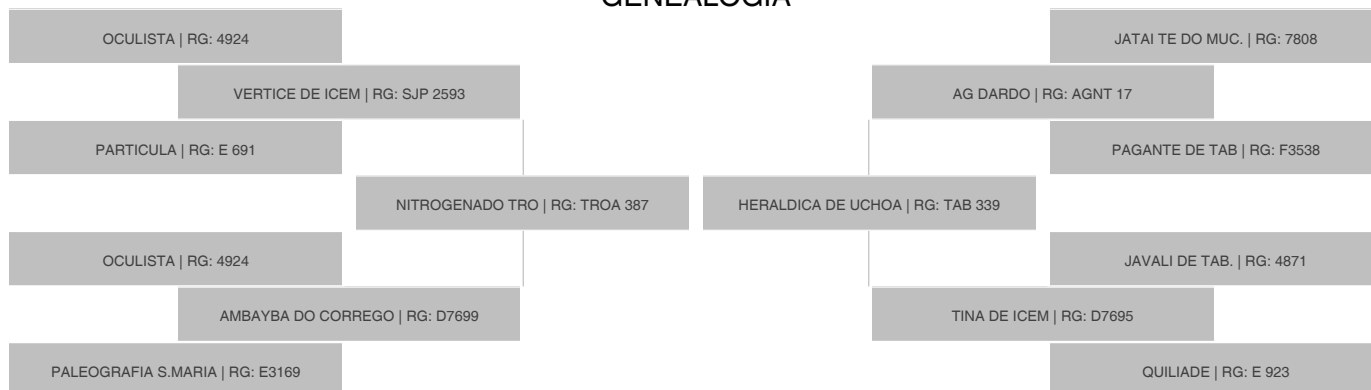 GENEALOGIA
OCULISTA | RG: 4924
JATAI TE DO MUC. | RG: 7808
VERTICE DE ICEM | RG: SJP 2593
AG DARDO | RG: AGNT 17
PARTICULA | RG: E 691
PAGANTE DE TAB | RG: F3538
NITROGENADO TRO | RG: TROA 387
HERALDICA DE UCHOA | RG: TAB 339
OCULISTA | RG: 4924
JAVALI DE TAB. | RG: 4871
AMBAYBA DO CORREGO | RG: D7699
TINA DE ICEM | RG: D7695
PALEOGRAFIA S.MARIA | RG: E3169
QUILIADE | RG: E 923